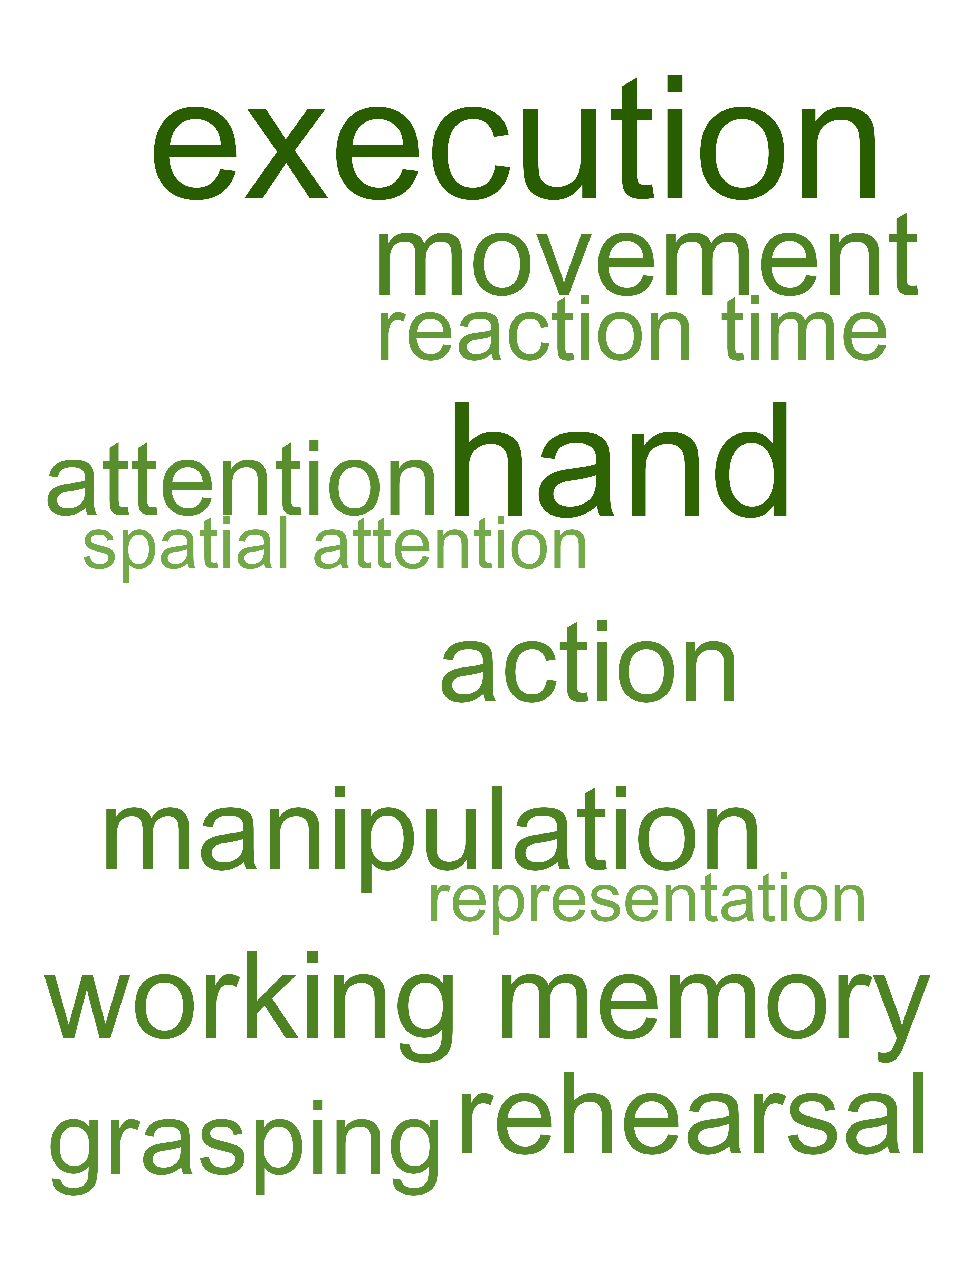 execution
movement
reaction time
attention hand
spatial attention
action
manipulation
representation
working memory
grasping rehearsal